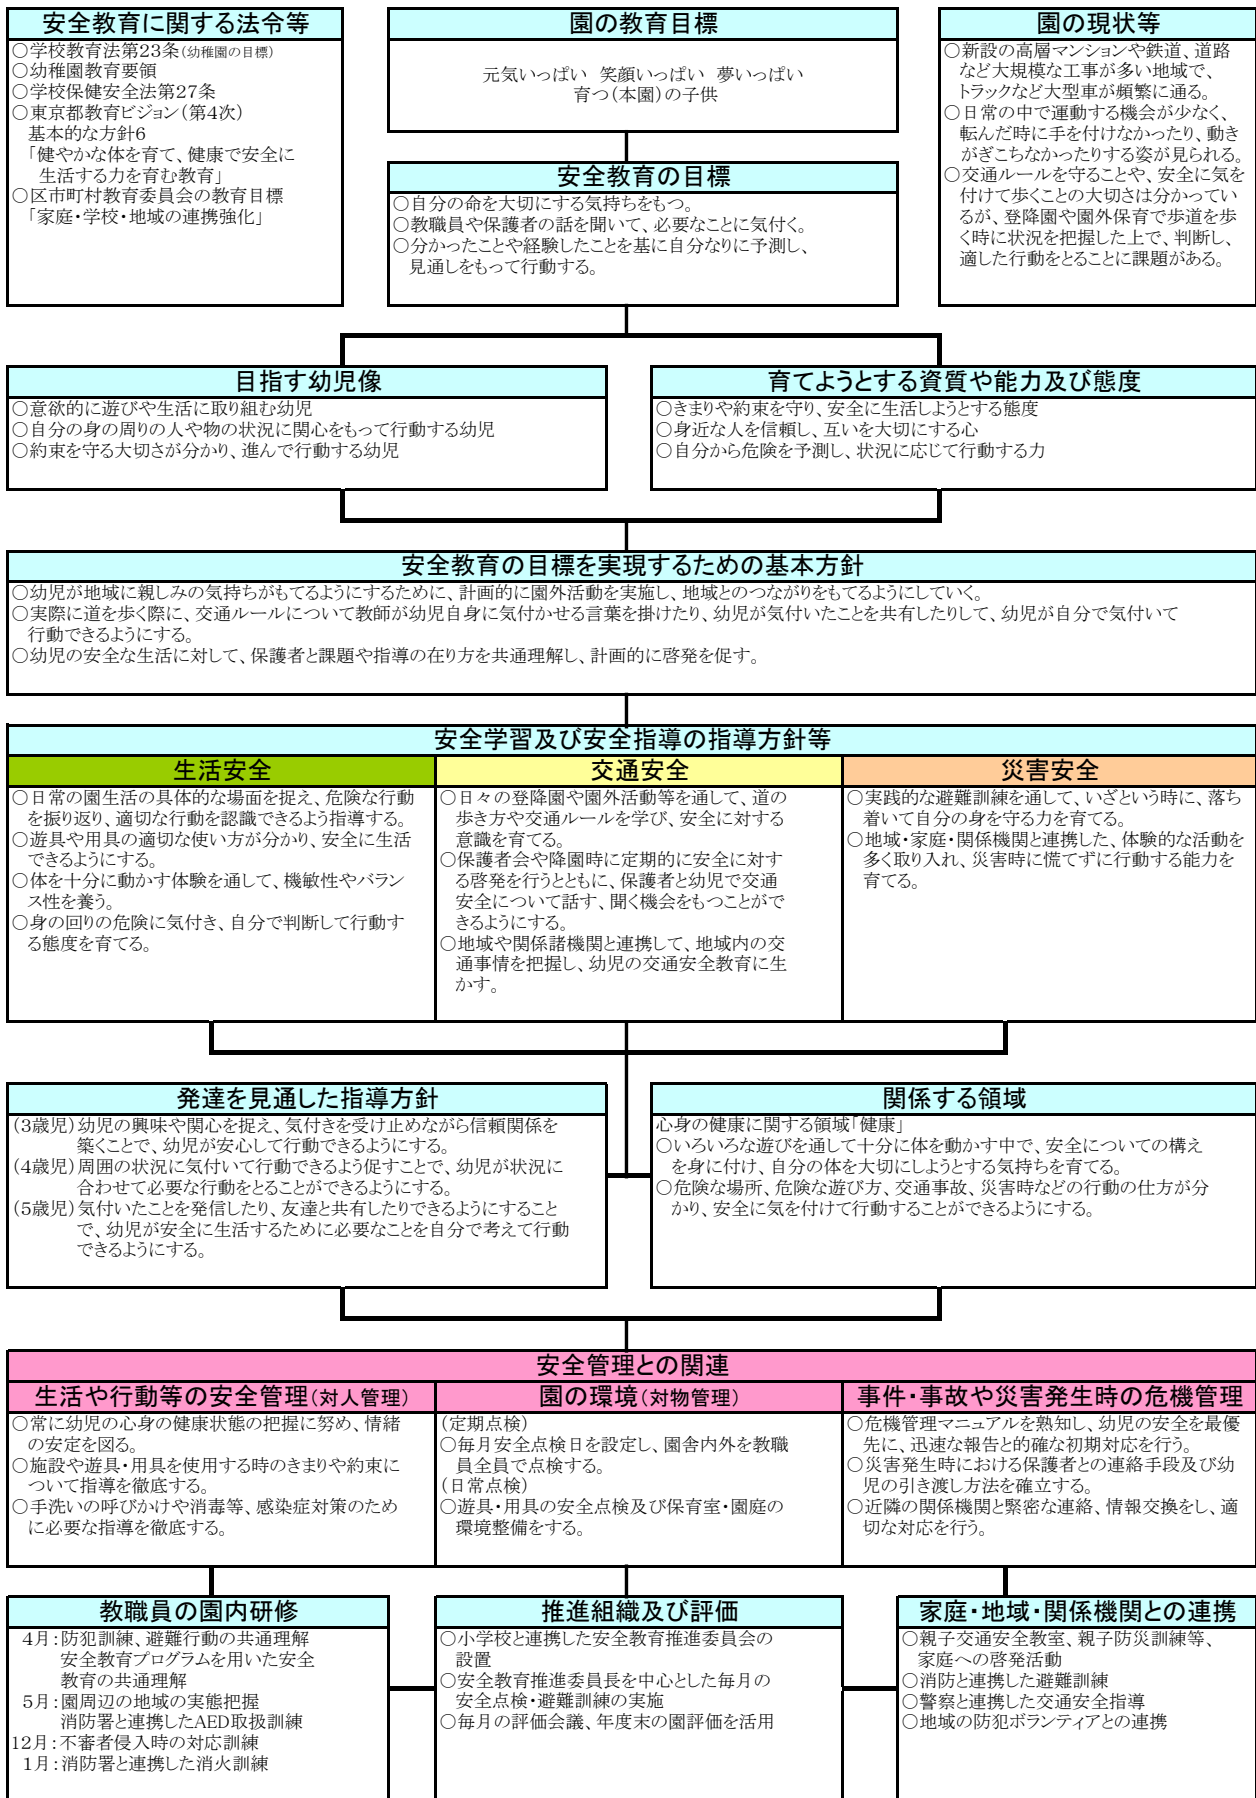 安全教育に関する法令等
○学校教育法第23条(幼稚園の目標)
○幼稚園教育要領
○学校保健安全法第27条
○東京都教育ビジョン(第4次)
基本的な方針6
「健やかな体を育て、健康で安全に
生活する力を育む教育」
○区市町村教育委員会の教育目標
「家庭・学校・地域の連携強化」
園の教育目標
元気いっぱい 笑顔いっぱい 夢いっぱい
育つ(本園)の子供
安全教育の目標
○自分の命を大切にする気持ちをもつ。
○教職員や保護者の話を聞いて、必要なことに気付く。
○分かったことや経験したことを基に自分なりに予測し、
見通しをもって行動する。
園の現状等
○新設の高層マンションや鉄道、道路
など大規模な工事が多い地域で、
トラックなど大型車が頻繁に通る。
○日常の中で運動する機会が少なく、
転んだ時に手を付けなかったり、動き
がぎこちなかったりする姿が見られる。
○交通ルールを守ることや、安全に気を
付けて歩くことの大切さは分かってい
るが、登降園や園外保育で歩道を歩
く時に状況を把握した上で、判断し、
適した行動をとることに課題がある。
目指す幼児像
○意欲的に遊びや生活に取り組む幼児
○自分の身の周りの人や物の状況に関心をもって行動する幼児
○約束を守る大切さが分かり、進んで行動する幼児
育てようとする資質や能力及び態度
○きまりや約束を守り、安全に生活しようとする態度
○身近な人を信頼し、互いを大切にする心
○自分から危険を予測し、状況に応じて行動する力
安全教育の目標を実現するための基本方針
○幼児が地域に親しみの気持ちがもてるようにするために、計画的に園外活動を実施し、地域とのつながりをもてるようにしていく。
○実際に道を歩く際に、交通ルールについて教師が幼児自身に気付かせる言葉を掛けたり、幼児が気付いたことを共有したりして、幼児が自分で気付いて
行動できるようにする。
○幼児の安全な生活に対して、保護者と課題や指導の在り方を共通理解し、計画的に啓発を促す。
安全学習及び安全指導の指導方針等
生活安全
○日常の園生活の具体的な場面を捉え、危険な行動
を振り返り、適切な行動を認識できるよう指導する。
○遊具や用具の適切な使い方が分かり、安全に生活
できるようにする。
○体を十分に動かす体験を通して、機敏性やバラン
ス性を養う。
○身の回りの危険に気付き、自分で判断して行動す
る態度を育てる。
交通安全
○日々の登降園や園外活動等を通して、道の
歩き方や交通ルールを学び、安全に対する
意識を育てる。
○保護者会や降園時に定期的に安全に対す
る啓発を行うとともに、保護者と幼児で交通
安全について話す、聞く機会をもつことがで
きるようにする。
○地域や関係諸機関と連携して、地域内の交
通事情を把握し、幼児の交通安全教育に生
かす。
災害安全
○実践的な避難訓練を通して、いざという時に、落ち
着いて自分の身を守る力を育てる。
○地域・家庭・関係機関と連携した、体験的な活動を
多く取り入れ、災害時に慌てずに行動する能力を
育てる。
発達を見通した指導方針
(3歳児)幼児の興味や関心を捉え、気付きを受け止めながら信頼関係を
築くことで、幼児が安心して行動できるようにする。
(4歳児)周囲の状況に気付いて行動できるよう促すことで、幼児が状況に
合わせて必要な行動をとることができるようにする。
(5歳児)気付いたことを発信したり、友達と共有したりできるようにすること
で、幼児が安全に生活するために必要なことを自分で考えて行動
できるようにする。
関係する領域
心身の健康に関する領域「健康」
○いろいろな遊びを通して十分に体を動かす中で、安全についての構え
を身に付け、自分の体を大切にしようとする気持ちを育てる。
○危険な場所、危険な遊び方、交通事故、災害時などの行動の仕方が分
かり、安全に気を付けて行動することができるようにする。
安全管理との関連
生活や行動等の安全管理(対人管理)
○常に幼児の心身の健康状態の把握に努め、情緒
の安定を図る。
○施設や遊具・用具を使用する時のきまりや約束に
ついて指導を徹底する。
○手洗いの呼びかけや消毒等、感染症対策のため
に必要な指導を徹底する。
園の環境(対物管理)
(定期点検)
○毎月安全点検日を設定し、園舎内外を教職
員全員で点検する。
(日常点検)
○遊具・用具の安全点検及び保育室・園庭の
環境整備をする。
事件・事故や災害発生時の危機管理
○危機管理マニュアルを熟知し、幼児の安全を最優
先に、迅速な報告と的確な初期対応を行う。
○災害発生時における保護者との連絡手段及び幼
児の引き渡し方法を確立する。
○近隣の関係機関と緊密な連絡、情報交換をし、適
切な対応を行う。
教職員の園内研修
4月:防犯訓練、避難行動の共通理解
安全教育プログラムを用いた安全
教育の共通理解
5月:園周辺の地域の実態把握
消防署と連携したAED取扱訓練
12月:不審者侵入時の対応訓練
1月:消防署と連携した消火訓練
推進組織及び評価
○小学校と連携した安全教育推進委員会の
設置
○安全教育推進委員長を中心とした毎月の
安全点検・避難訓練の実施
○毎月の評価会議、年度末の園評価を活用
家庭・地域・関係機関との連携
○親子交通安全教室、親子防災訓練等、
家庭への啓発活動
○消防と連携した避難訓練
○警察と連携した交通安全指導
○地域の防犯ボランティアとの連携